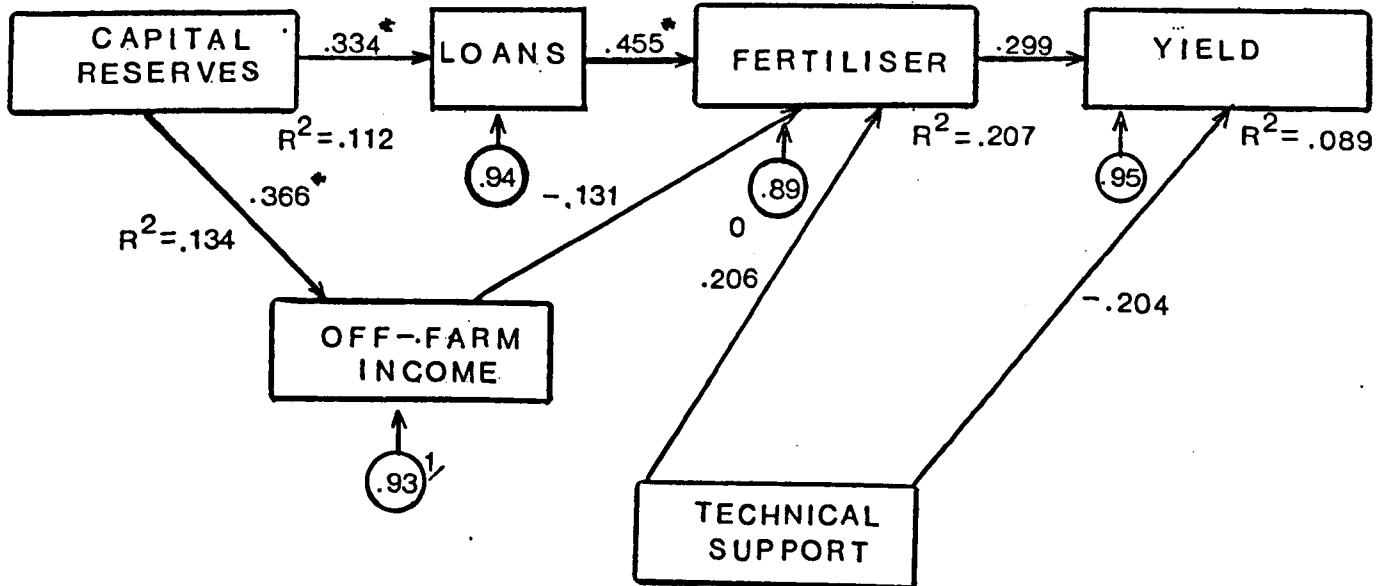 CAPITAL
RESERVES
.334*
LOANS
.455*
FERTILISER
.299
YIELD
R²=.112
R²=.207
R²=.089
.94
.89
.95
.366*
-.131
R²=.134
0
.206
-.204
OFF-FARM
INCOME
.93 1/
TECHNICAL
SUPPORT